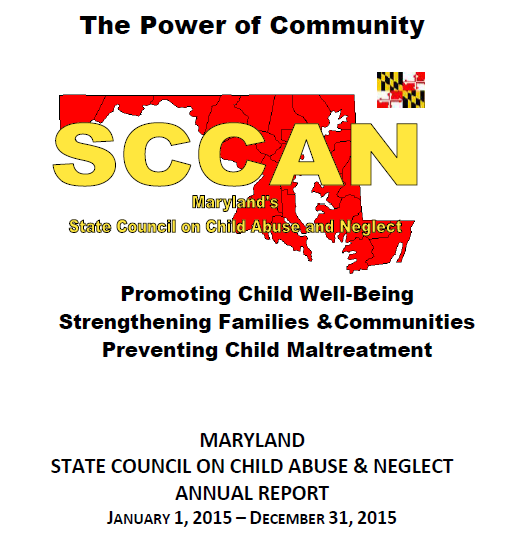 The Power of Community
SCCAN
Maryland's
State Council on Child Abuse and Neglect
Promoting Child Well-Being
Strengthening Families &Communities
Preventing Child Maltreatment
MARYLAND
STATE COUNCIL ON CHILD ABUSE & NEGLECT
ANNUAL REPORT
JANUARY 1, 2015 – DECEMBER 31, 2015